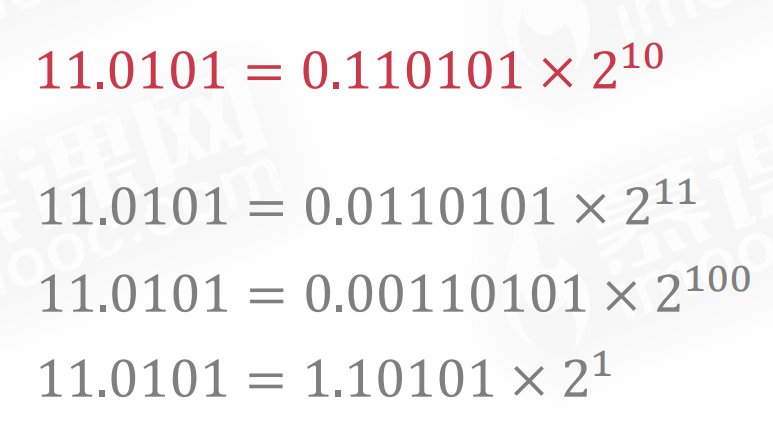 11.0101 = 0.110101 × 2¹⁰
11.0101 = 0.0110101 × 2¹¹
11.0101 = 0.00110101 × 2¹⁰⁰
11.0101 = 1.10101 × 2¹